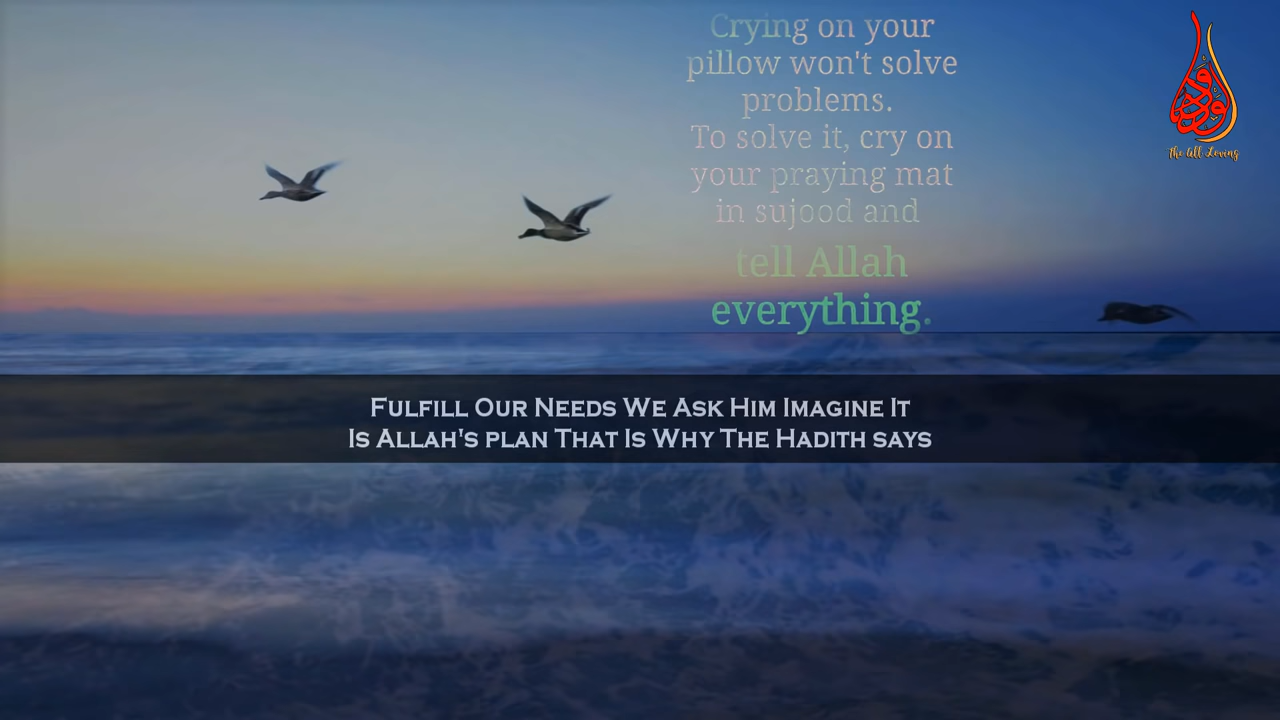 Crying on your
pillow won't solve
problems.
To solve it, cry on
your praying mat
in sujood and
tell Allah
everything.
The All Loving
Fulfill Our Needs We Ask Him Imagine It
Is Allah's plan That Is Why The Hadith says